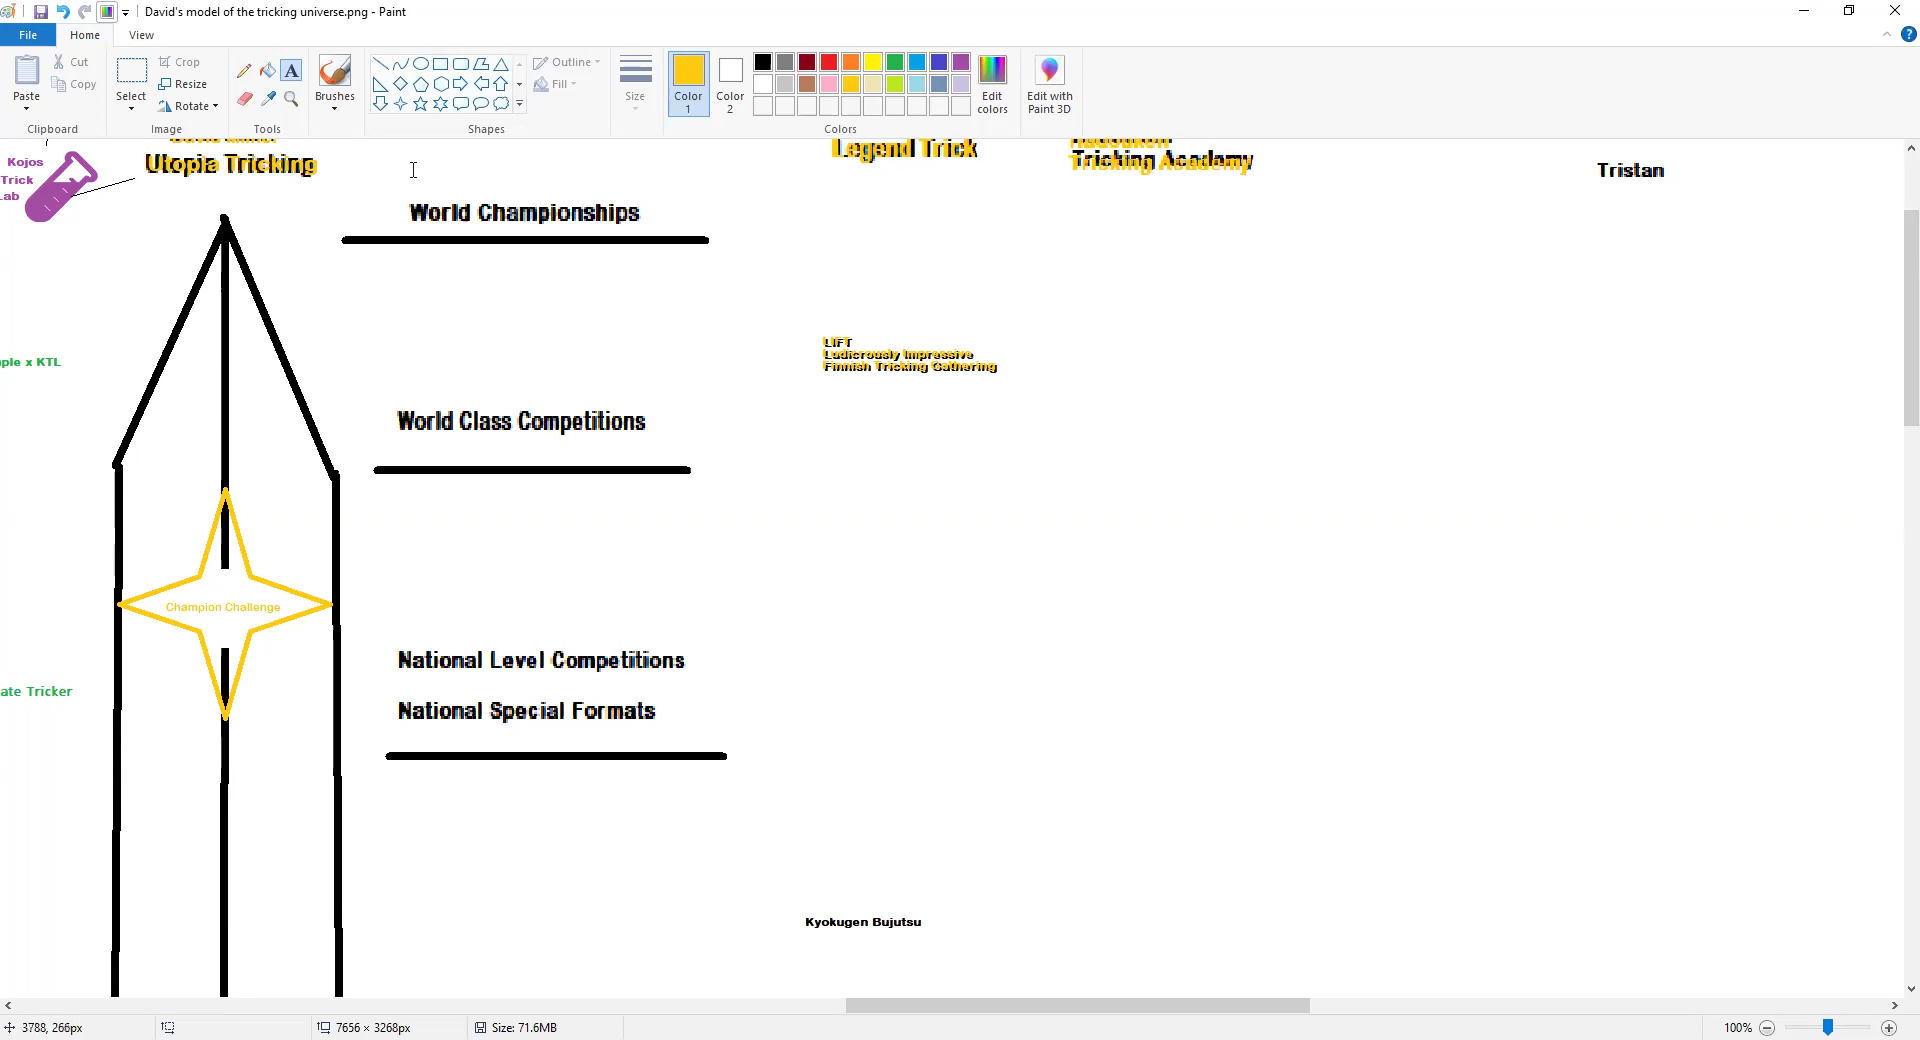 David's model of the tricking universe.png - Paint
File
Home
View
Paste
Cut
Copy
Clipboard
Select
Crop
Resize
Rotate
Image
A
Tools
Brushes
Shapes
Outline
Fill
Size
Color 1
Color 2
Colors
Edit colors
Edit with Paint 3D
Kojos
Trick
Lab
Utopia Tricking
Legend Trick
Tricking Academy
Tristan
World Championships
LIFT
Ludicrously Impressive
Finnish Tricking Gathering
ple x KTL
World Class Competitions
Champion Challenge
National Level Competitions
ate Tricker
National Special Formats
Kyokugen Bujutsu
3788, 266px
7656 × 3268px
Size: 71.6MB
100%